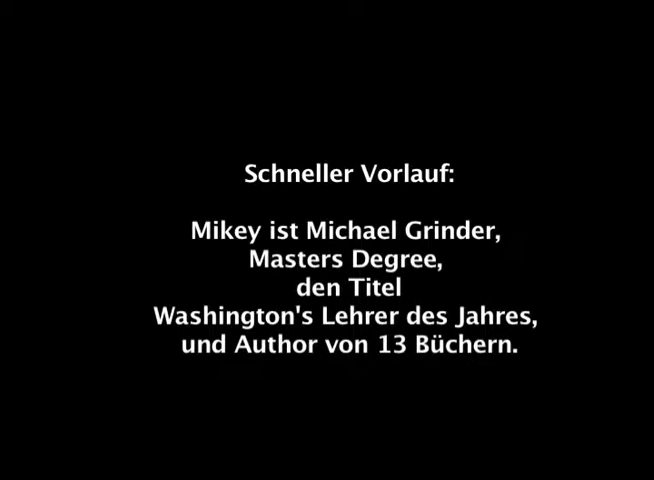 Schneller Vorlauf:
Mikey ist Michael Grinder,
Masters Degree,
den Titel
Washington's Lehrer des Jahres,
und Author von 13 Büchern.